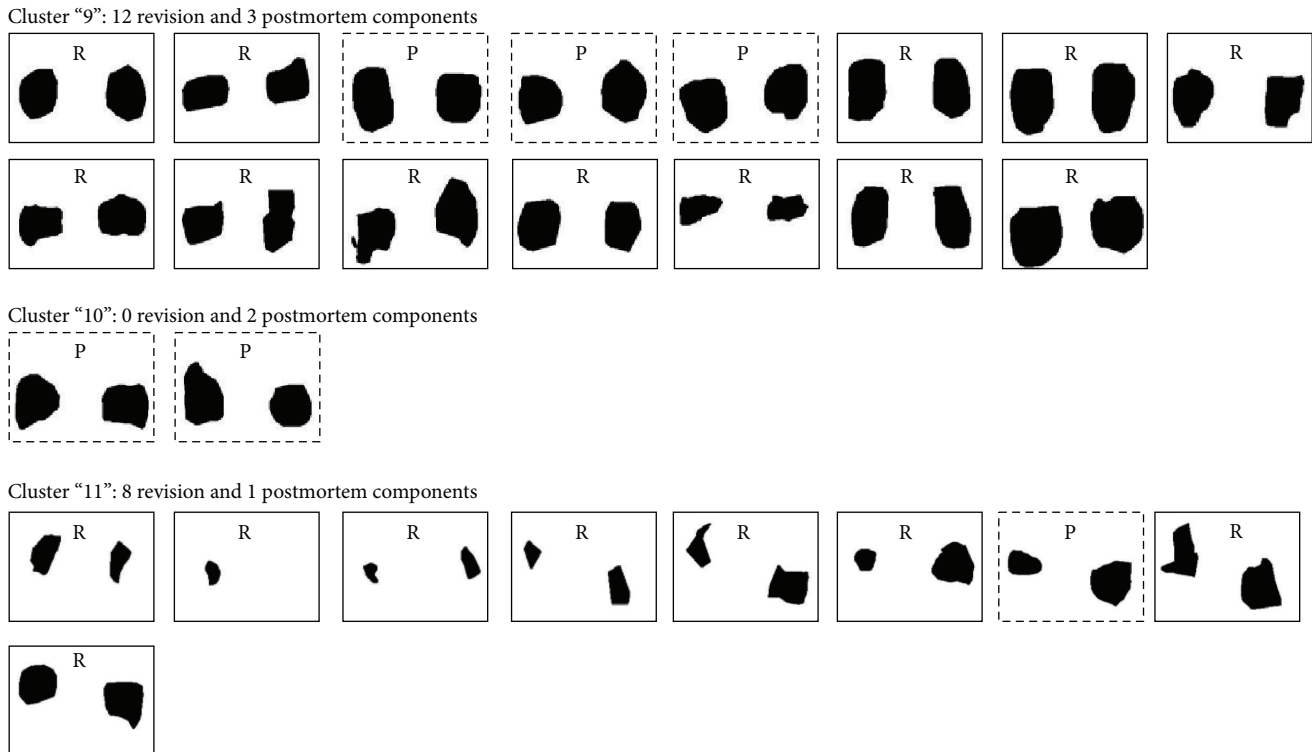 Cluster “9”: 12 revision and 3 postmortem components
R R P P P R R R
R R R R R R R
Cluster “10”: 0 revision and 2 postmortem components
P P
Cluster “11”: 8 revision and 1 postmortem components
R R R R R R P R
R